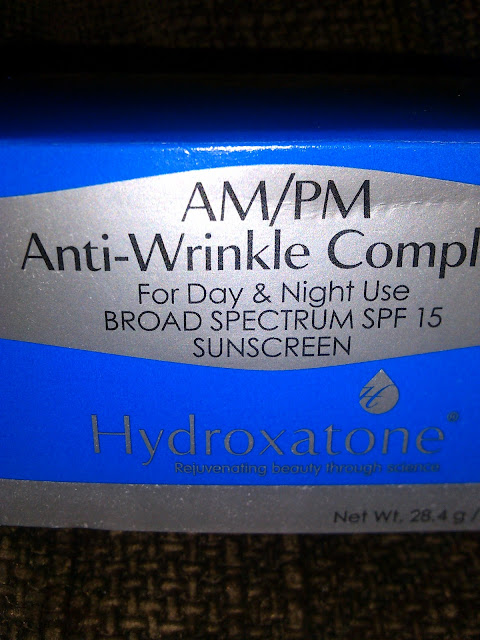 AM/PM
Anti-Wrinkle Compl
For Day & Night Use
BROAD SPECTRUM SPF 15
SUNSCREEN
H
Hydroxatone®
Rejuvenating beauty through science
Net Wt. 28.4 g /